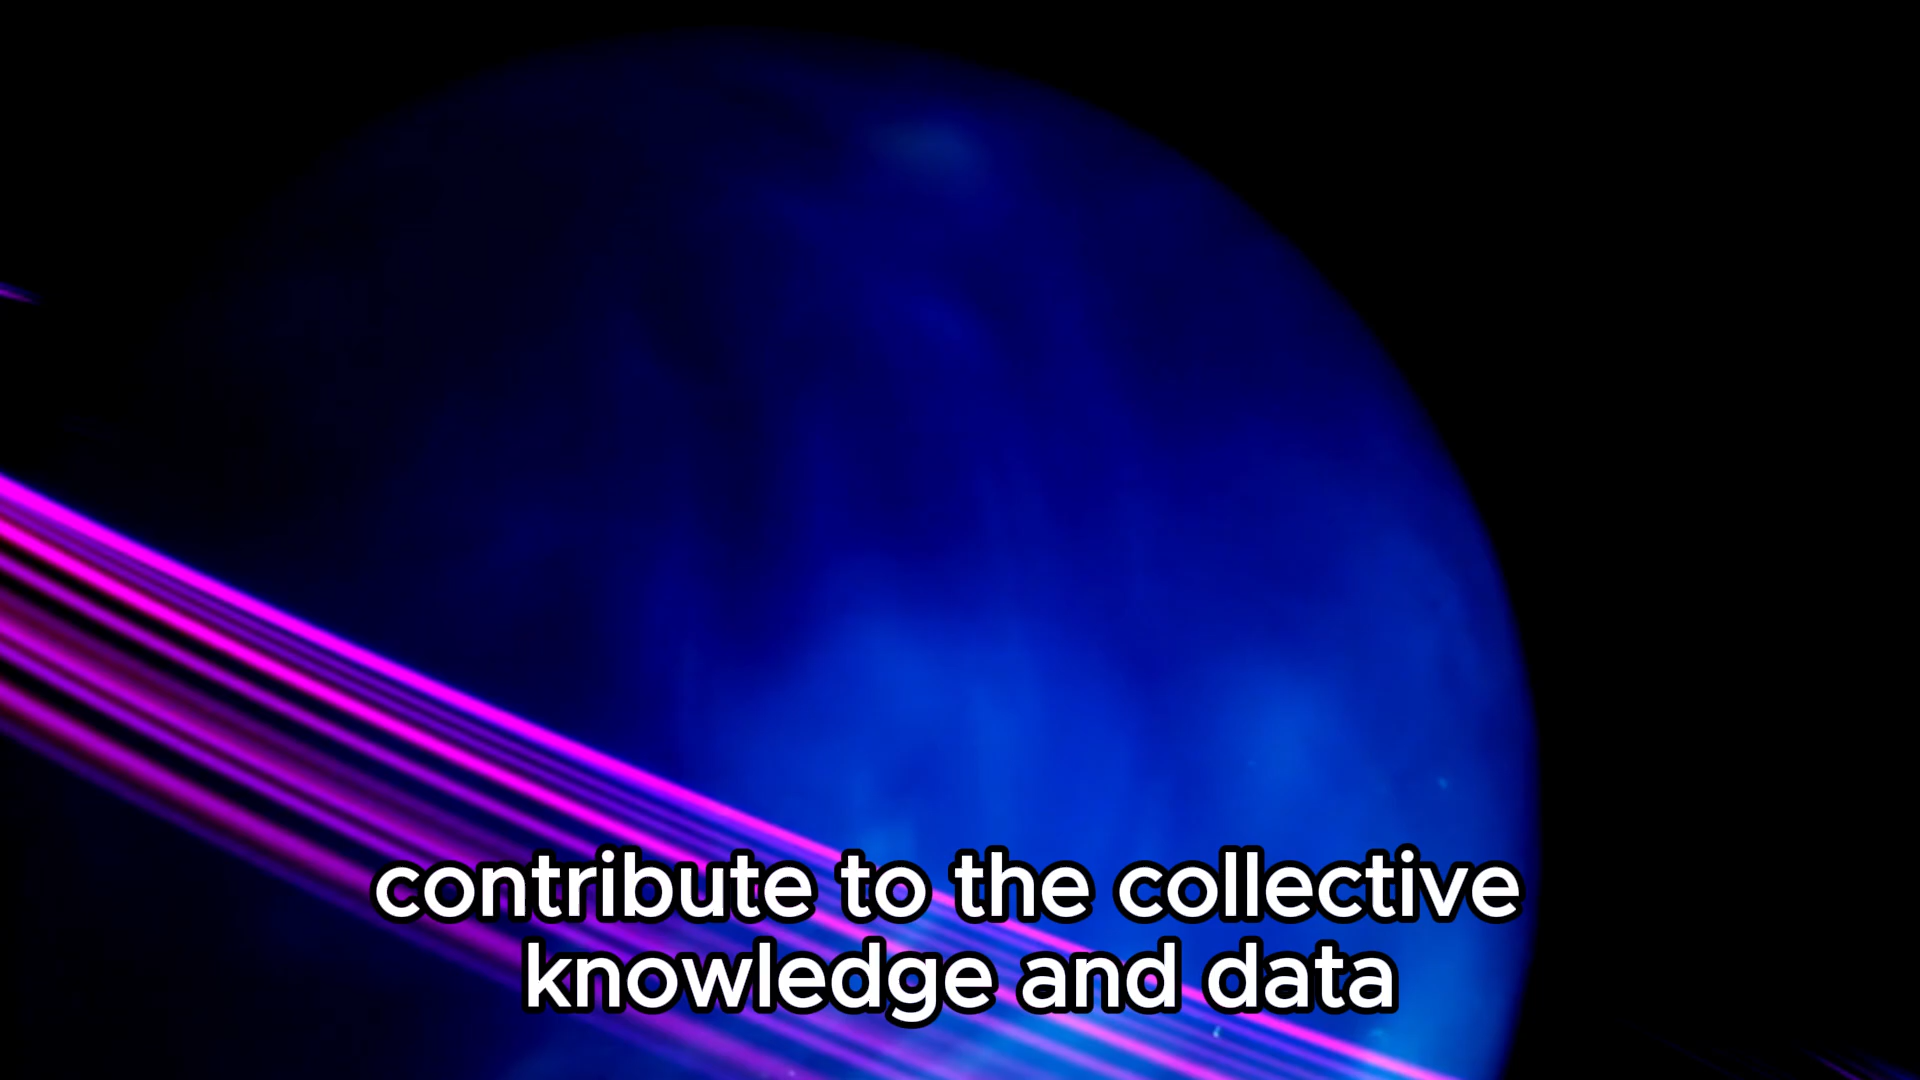 contribute to the collective
knowledge and data